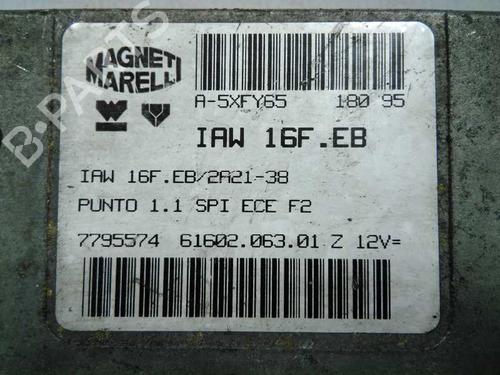 MAGNETI
MARELLI
A-5XFY65 180 95
IAW 16F.EB
IAW 16F.EB/2A21-38
PUNTO 1.1 SPI ECE F2
7795574 61602.063.01 Z 12V=
B-PARTS